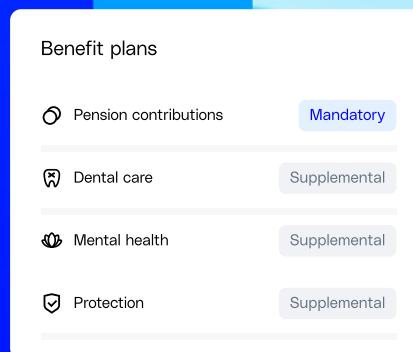 Benefit plans
Pension contributions Mandatory
Dental care Supplemental
Mental health Supplemental
Protection Supplemental